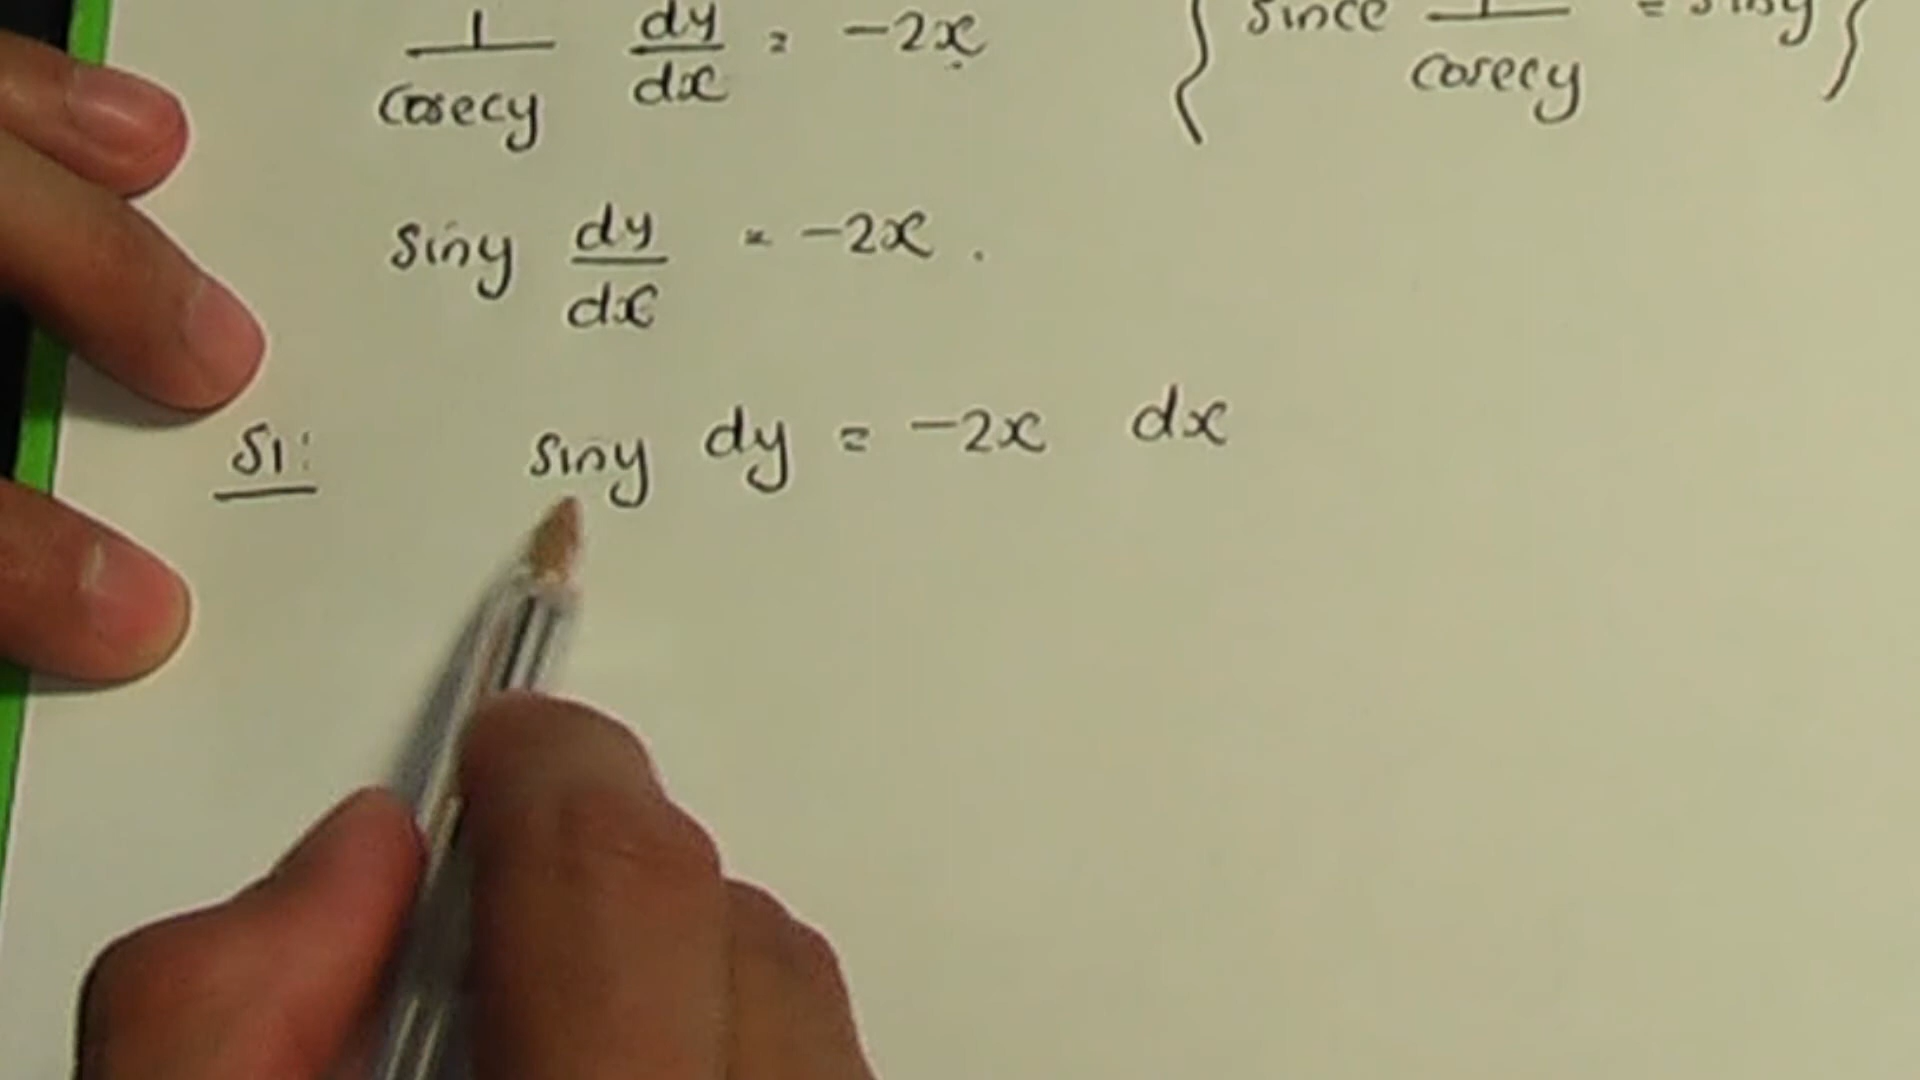 1/cosecy dy/dx = -2x { since 1/cosecy = siny }
siny dy/dx = -2x.
S1: siny dy = -2x dx